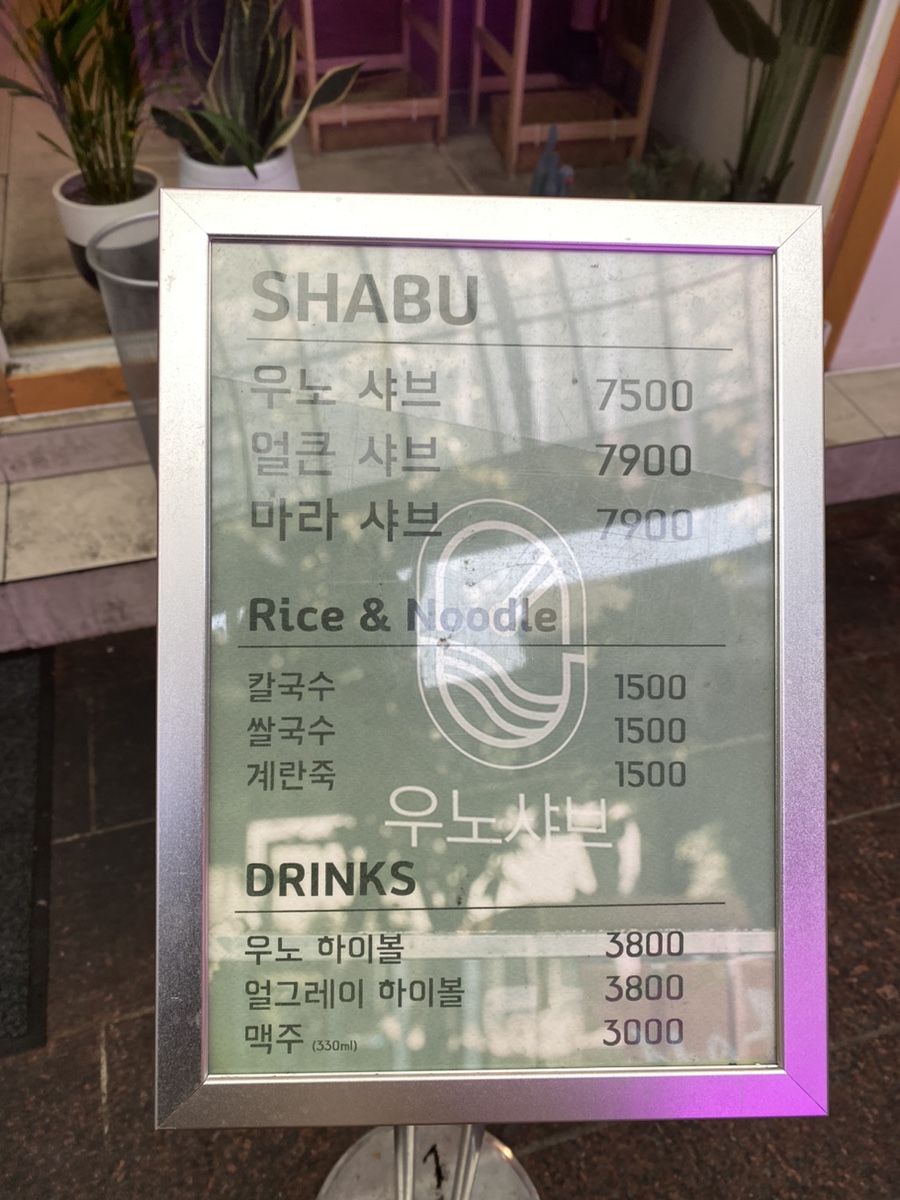 SHABU
우노 샤브 7500
얼큰 샤브 7900
마라 샤브 7900
Rice & Noodle
칼국수 1500
쌀국수 1500
계란죽 1500
우노샤브
DRINKS
우노 하이볼 3800
얼그레이 하이볼 3800
맥주 (330ml) 3000
1